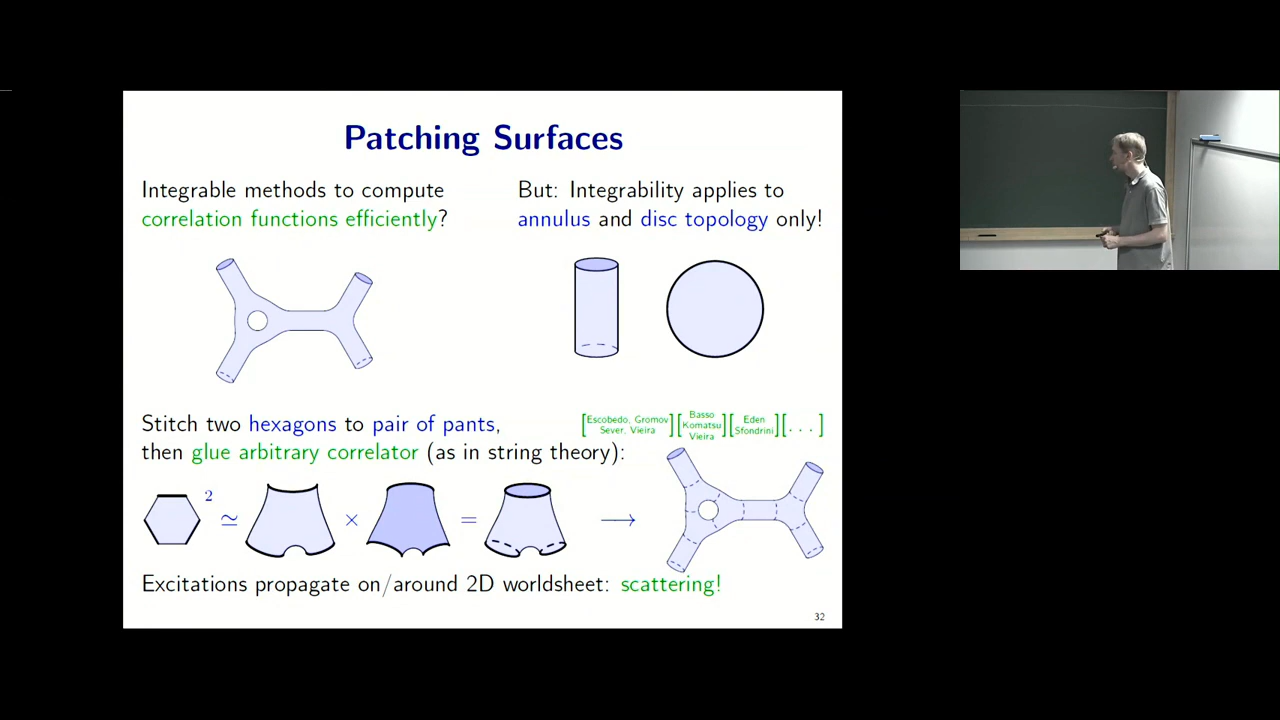 Patching Surfaces
Integrable methods to compute
correlation functions efficiently?
But: Integrability applies to
annulus and disc topology only!
Stitch two hexagons to pair of pants,
[Escobedo, Gromov Sever, Vieira][Basso Komatsu Vieira][Eden Sfondrini][. . .]
then glue arbitrary correlator (as in string theory):
2
≃ × = ⟶
Excitations propagate on/around 2D worldsheet: scattering!
32